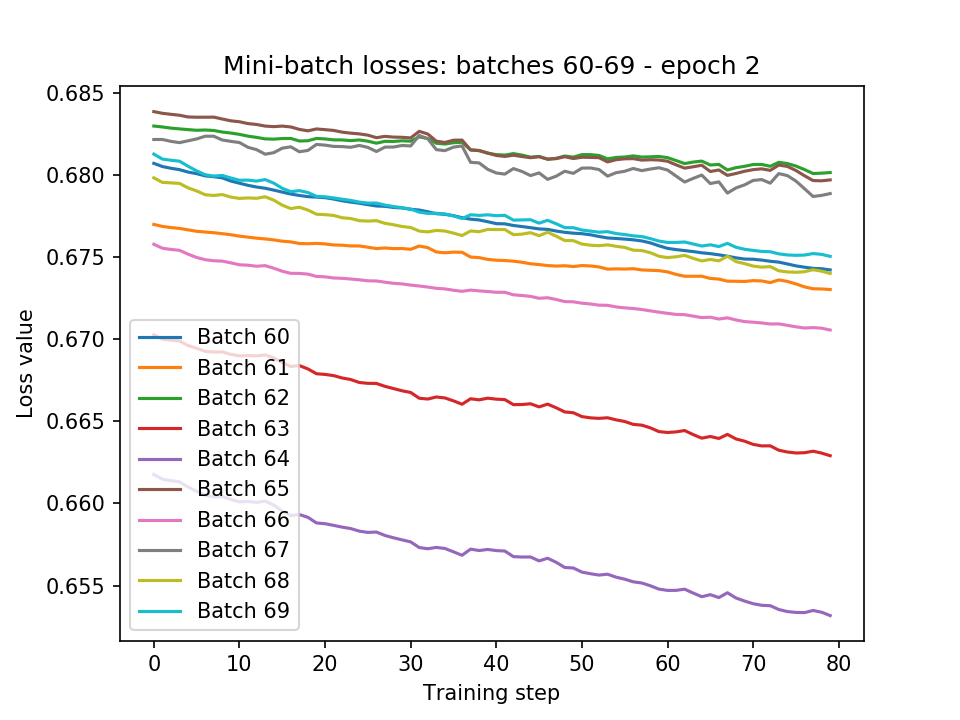 Mini-batch losses: batches 60-69 - epoch 2
Loss value
0.685
0.680
0.675
0.670
0.665
0.660
0.655
Batch 60
Batch 61
Batch 62
Batch 63
Batch 64
Batch 65
Batch 66
Batch 67
Batch 68
Batch 69
0 10 20 30 40 50 60 70 80
Training step